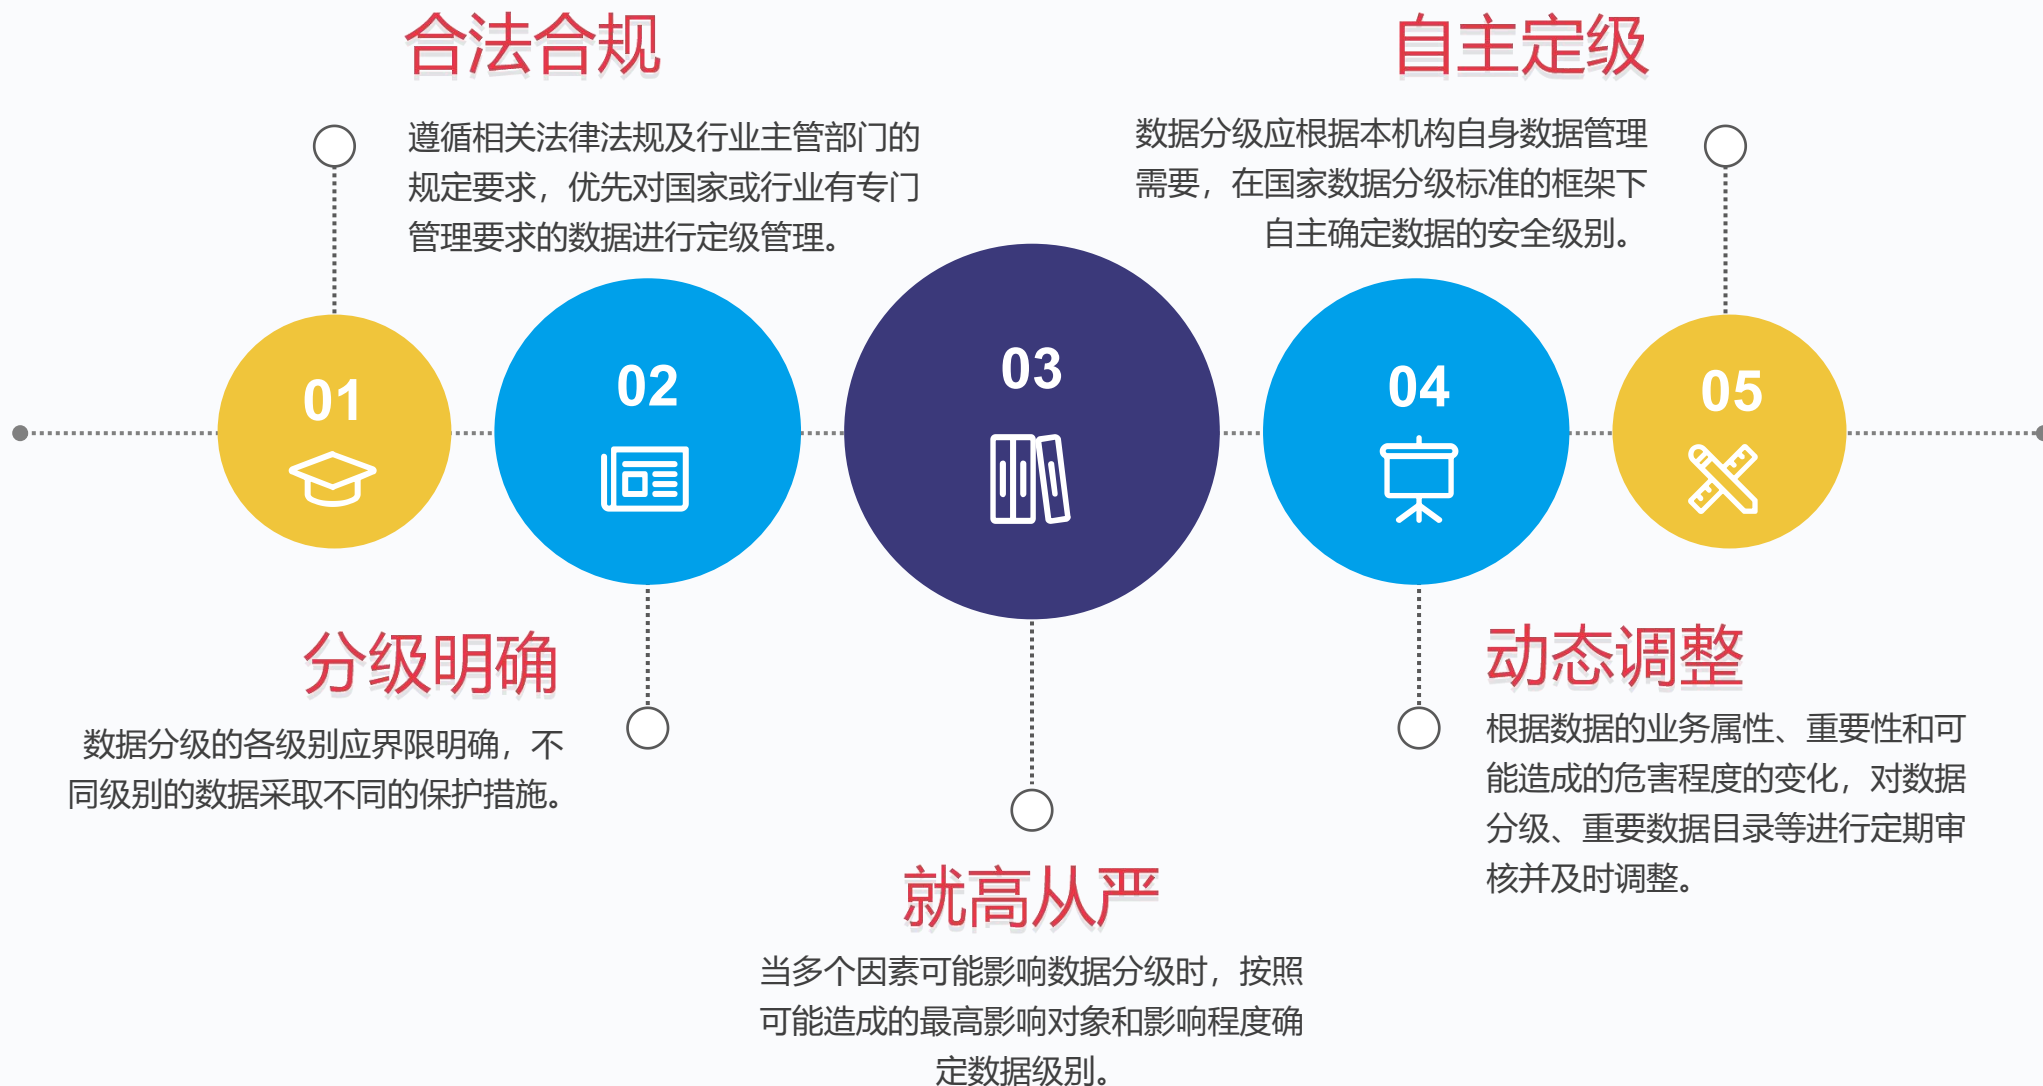 合法合规
遵循相关法律法规及行业主管部门的
规定要求，优先对国家或行业有专门
管理要求的数据进行定级管理。
自主定级
数据分级应根据本机构自身数据管理
需要，在国家数据分级标准的框架下
自主确定数据的安全级别。
01
02
03
04
05
分级明确
数据分级的各级别应界限明确，不
同级别的数据采取不同的保护措施。
就高从严
当多个因素可能影响数据分级时，按照
可能造成的最高影响对象和影响程度确
定数据级别。
动态调整
根据数据的业务属性、重要性和可
能造成的危害程度的变化，对数据
分级、重要数据目录等进行定期审
核并及时调整。